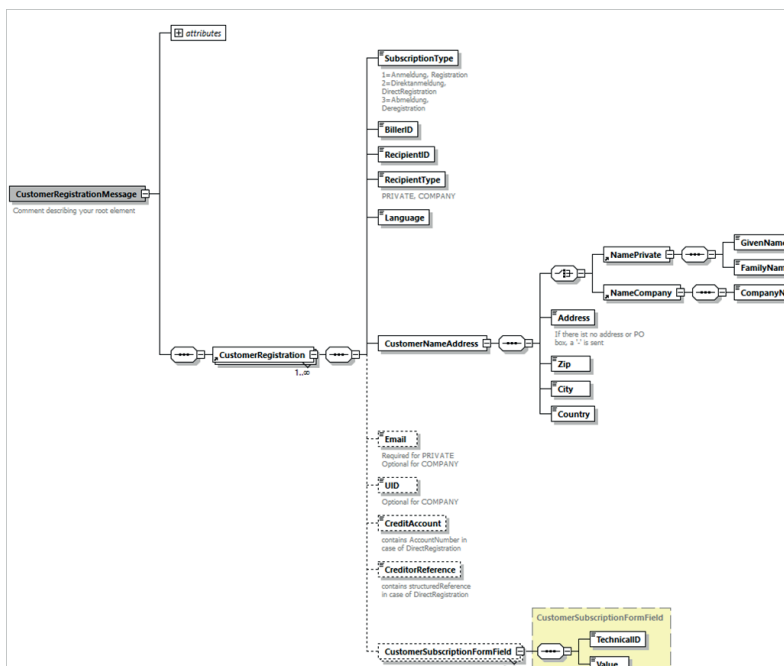 attributes
SubscriptionType
1=Anmeldung, Registration
2=Direktanmeldung,
DirectRegistration
3=Abmeldung,
Deregistration
BillerID
RecipientID
RecipientType
PRIVATE, COMPANY
CustomerRegistrationMessage
Comment describing your root element
Language
GivenName
NamePrivate
FamilyNam
NameCompany
CompanyN
Address
If there ist no address or PO
box, a '-' is sent
CustomerNameAddress
CustomerRegistration
1..∞
Zip
City
Country
Email
Required for PRIVATE
Optional for COMPANY
UID
Optional for COMPANY
CreditAccount
contains AccountNumber in
case of DirectRegistration
CreditorReference
contains structuredReference
in case of DirectRegistration
CustomerSubscriptionFormField
TechnicalID
CustomerSubscriptionFormField
Value